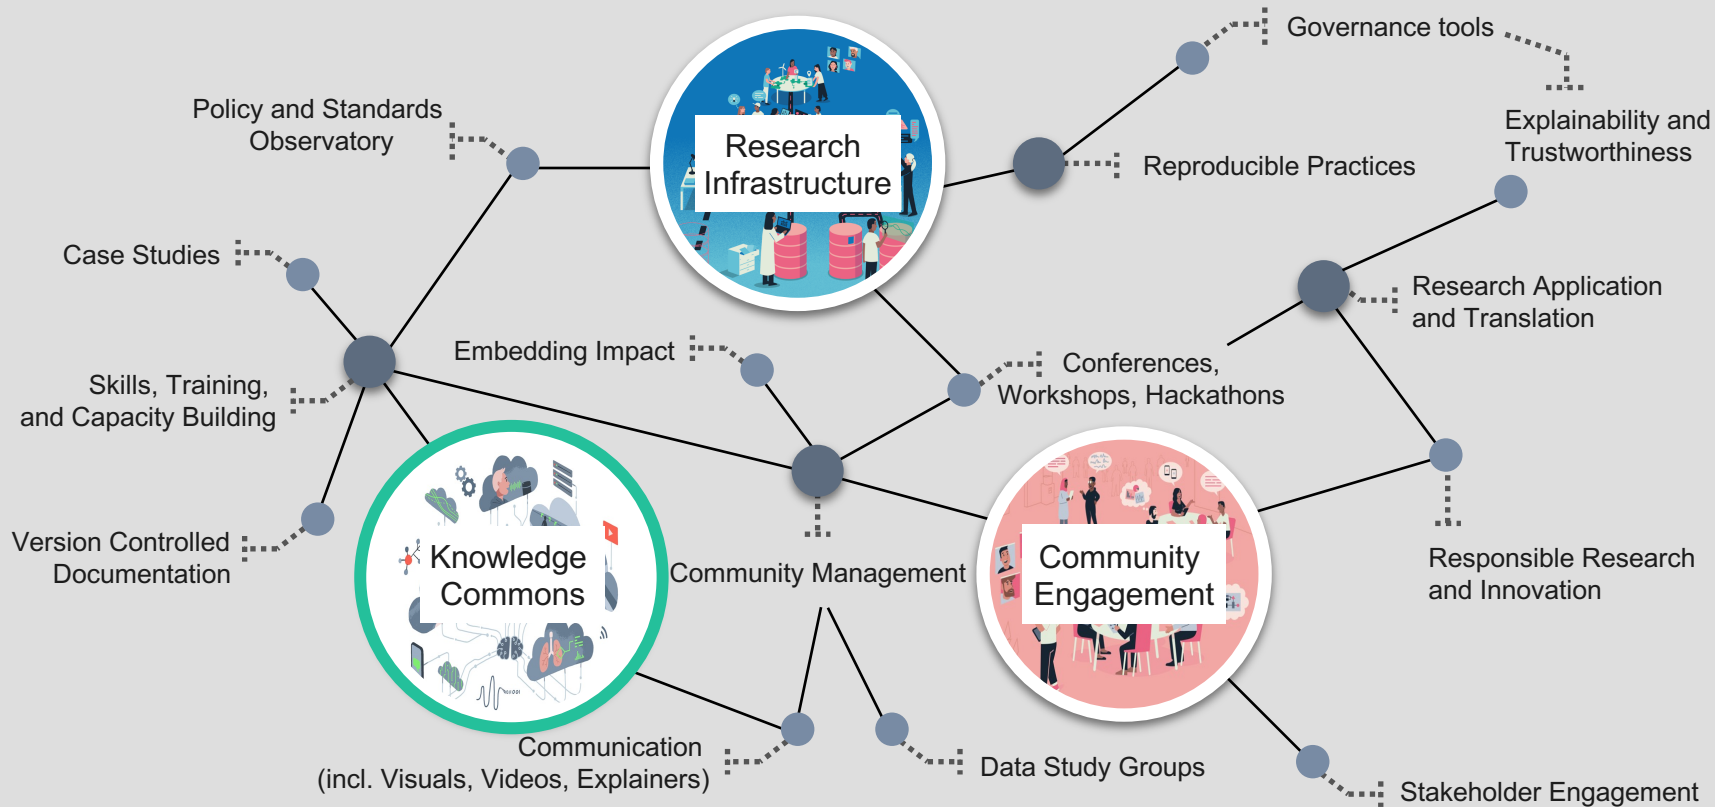 Governance tools
Policy and Standards
Observatory
Research
Infrastructure
Explainability and
Trustworthiness
Reproducible Practices
Case Studies
Research Application
and Translation
Embedding Impact
Conferences,
Workshops, Hackathons
Skills, Training,
and Capacity Building
Version Controlled
Documentation
Knowledge
Commons
Community Management
Community
Engagement
Responsible Research
and Innovation
Communication
(incl. Visuals, Videos, Explainers)
Data Study Groups
Stakeholder Engagement